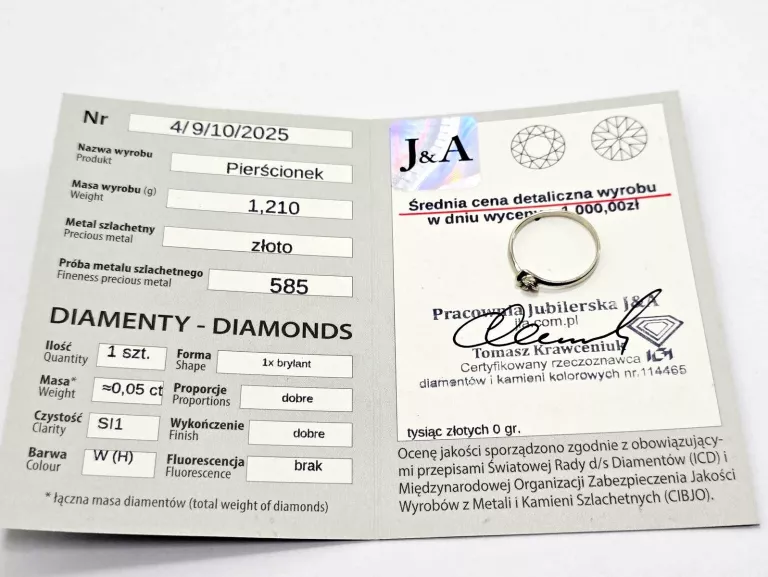 Nr 4/9/10/2025
Nazwa wyrobu
Produkt
Pierścionek
Masa wyrobu (g)
Weight
1,210
Metal szlachetny
Precious metal
złoto
Próba metalu szlachetnego
Fineness precious metal
585
DIAMENTY - DIAMONDS
Ilość
Quantity
1 szt.
Forma
Shape
1x brylant
Masa*
Weight
≈0,05 ct
Proporcje
Proportions
dobre
Czystość
Clarity
SI1
Wykończenie
Finish
dobre
Barwa
Colour
W (H)
Fluorescencja
Fluorescence
brak
* łączna masa diamentów (total weight of diamonds)
J&A
Średnia cena detaliczna wyrobu
w dniu wyceny 1 000,00zł
Pracownia Jubilerska J&A
jla.com.pl
Tomasz Krawceniuk
Certyfikowany rzeczoznawca
diamentów i kamieni kolorowych nr.114465
tysiąc złotych 0 gr.
Ocenę jakości sporządzono zgodnie z obowiązujący-
mi przepisami Światowej Rady d/s Diamentów (ICD) i
Międzynarodowej Organizacji Zabezpieczenia Jakości
Wyrobów z Metali i Kamieni Szlachetnych (CIBJO).